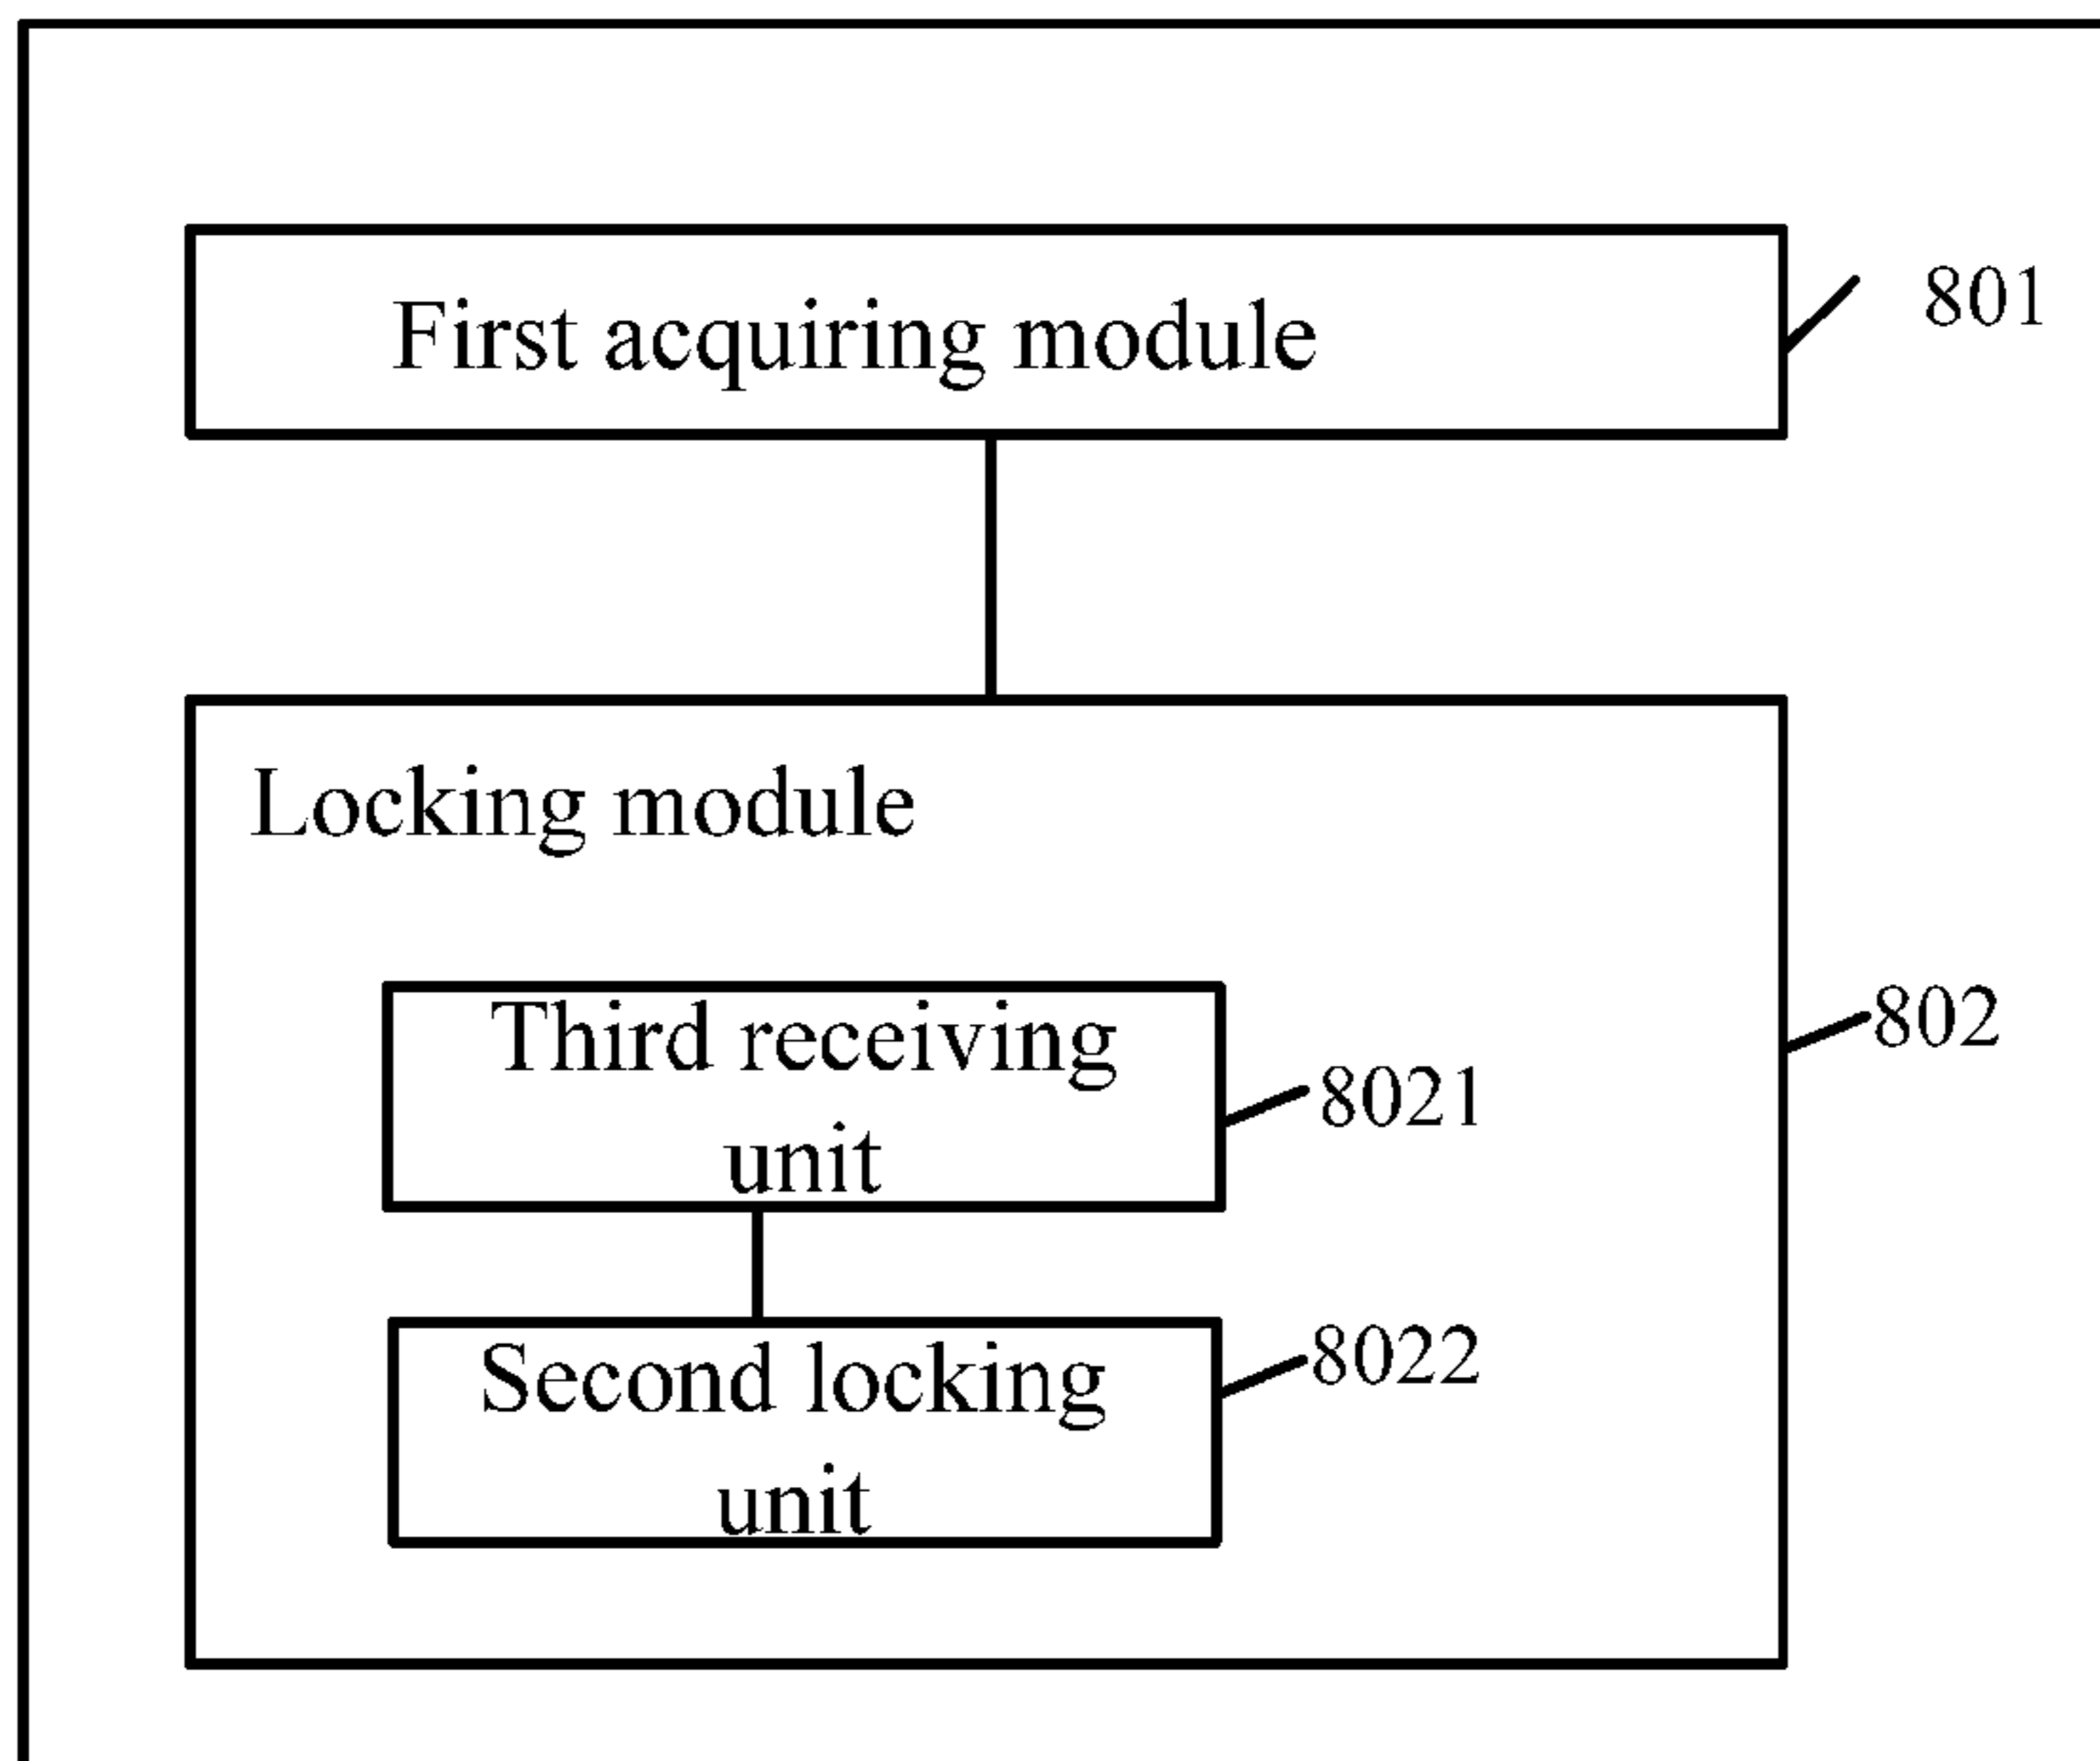 First acquiring module
801
Locking module
802
Third receiving
unit
8021
Second locking
unit
8022